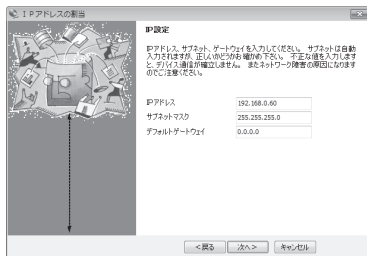 IPアドレスの割当
IP設定
IPアドレス、サブネット、ゲートウェイを入力してください。 サブネットは自動
入力されますが、正しいかどうかお確かめ下さい。 不正な値を入力します
と、デバイス通信が確立しません。 またネットワーク障害の原因になります
のでご注意ください。
IPアドレス 192.168.0.60
サブネットマスク 255.255.255.0
デフォルトゲートウェイ 0.0.0.0
<戻る 次へ> キャンセル